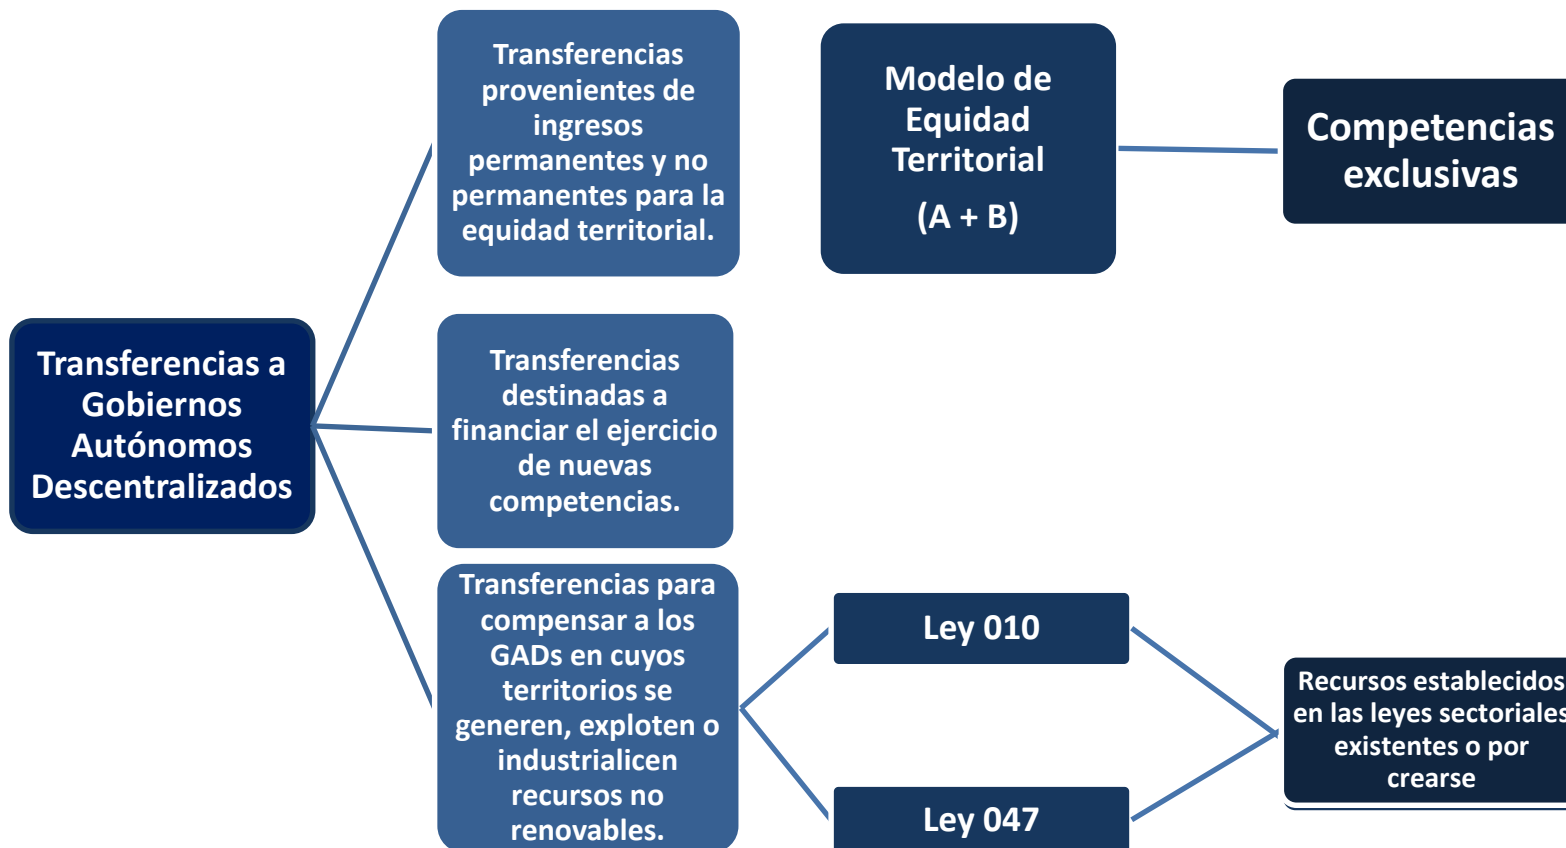 Transferencias a
Gobiernos
Autónomos
Descentralizados
Transferencias
provenientes de
ingresos
permanentes y no
permanentes para la
equidad territorial.
Modelo de
Equidad
Territorial
(A + B)
Competencias
exclusivas
Transferencias
destinadas a
financiar el ejercicio
de nuevas
competencias.
Transferencias para
compensar a los
GADs en cuyos
territorios se
generen, exploten o
industrialicen
recursos no
renovables.
Ley 010
Ley 047
Recursos establecidos
en las leyes sectoriales
existentes o por
crearse